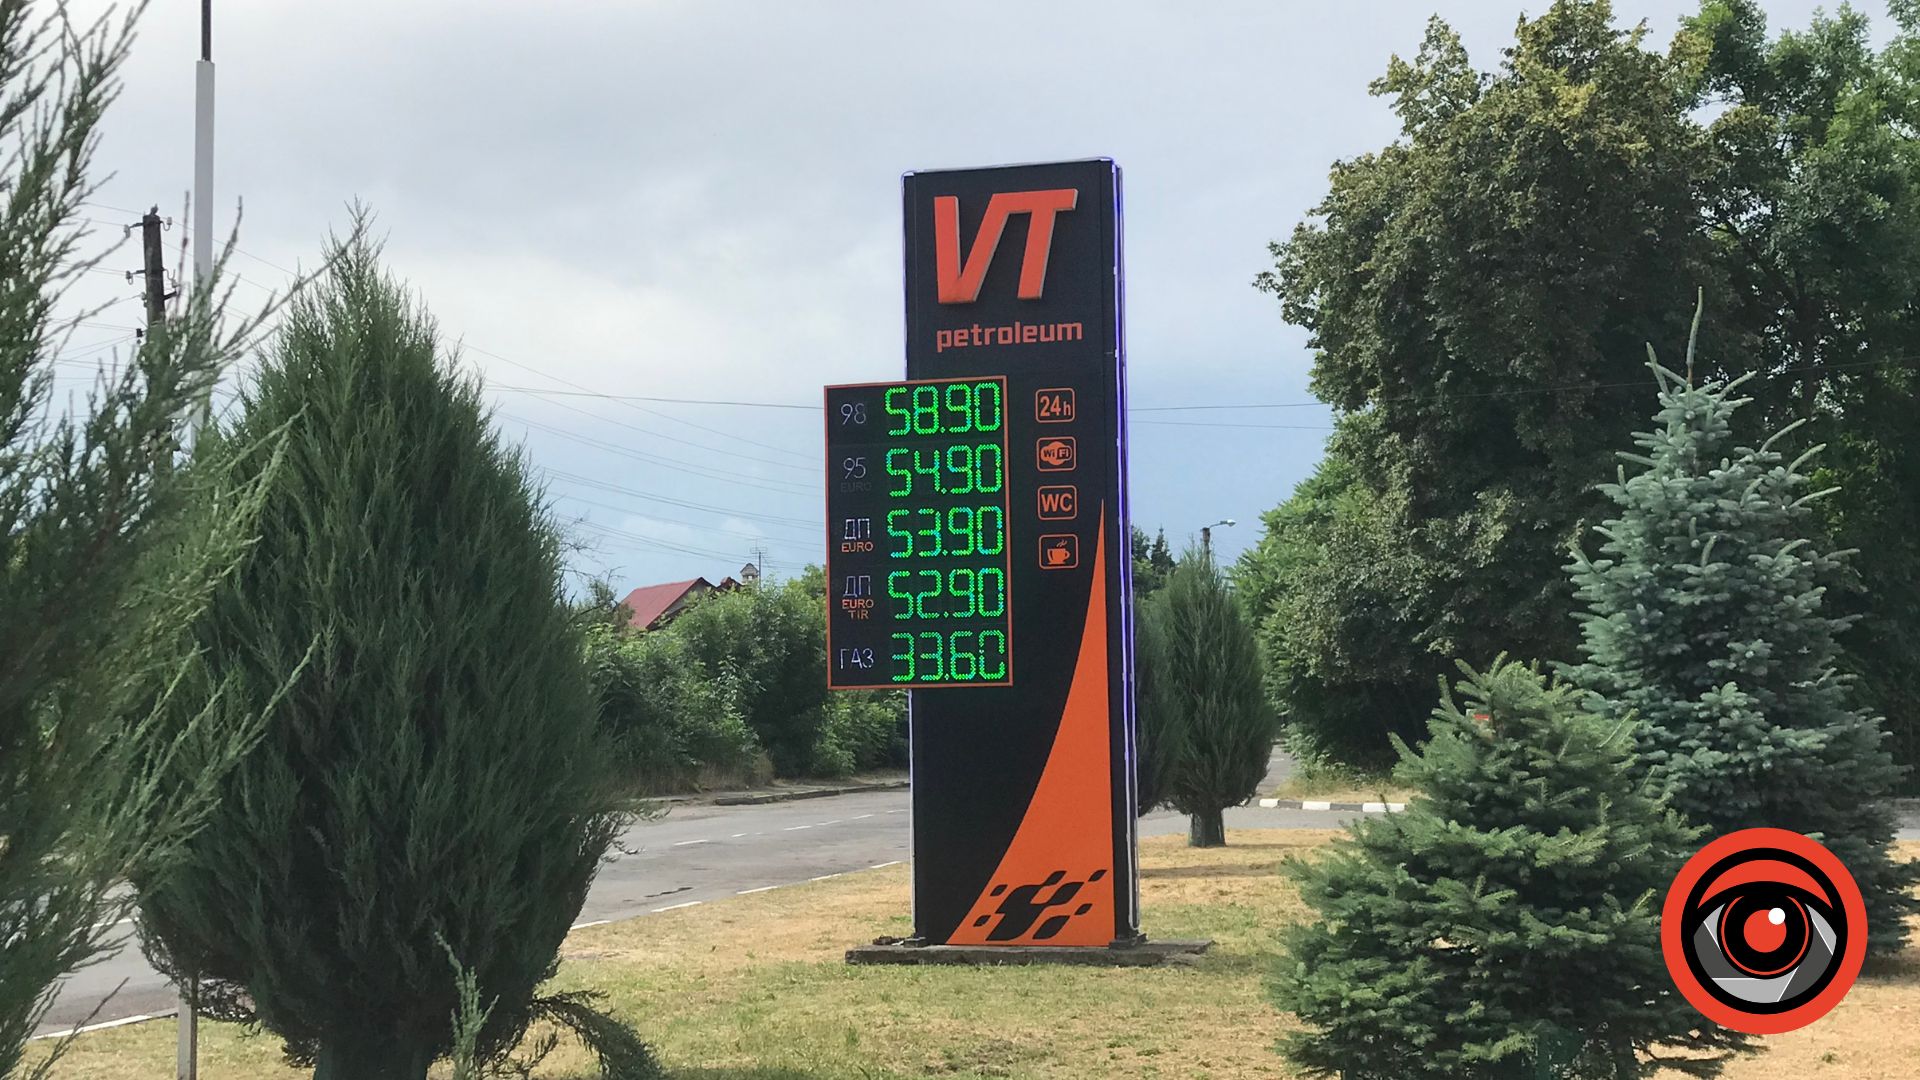 VT
petroleum
98 58.90
95 54.90
EURO
ДП 53.90
EURO
ДП 52.90
EURO
TIR
ГАЗ 33.60
24h
WiFi
WC